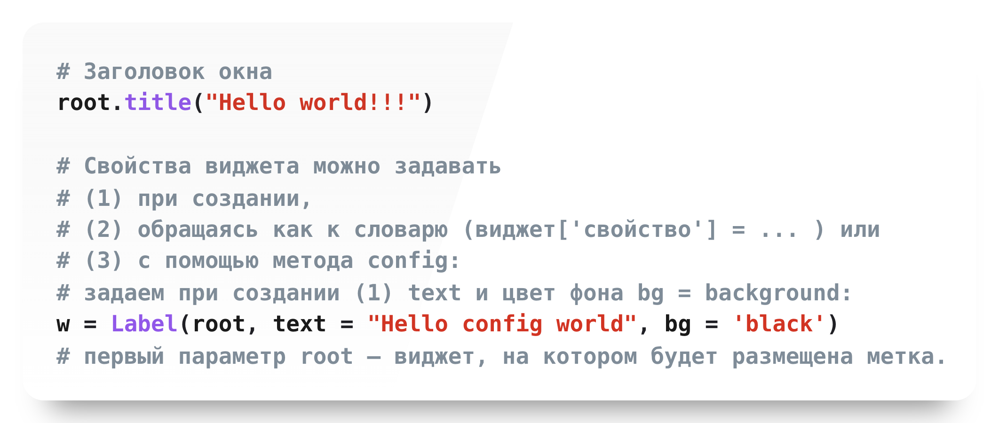 # Заголовок окна
root.title("Hello world!!!")
# Свойства виджета можно задавать
# (1) при создании,
# (2) обращаясь как к словарю (виджет['свойство'] = ... ) или
# (3) с помощью метода config:
# задаем при создании (1) text и цвет фона bg = background:
w = Label(root, text = "Hello config world", bg = 'black')
# первый параметр root – виджет, на котором будет размещена метка.